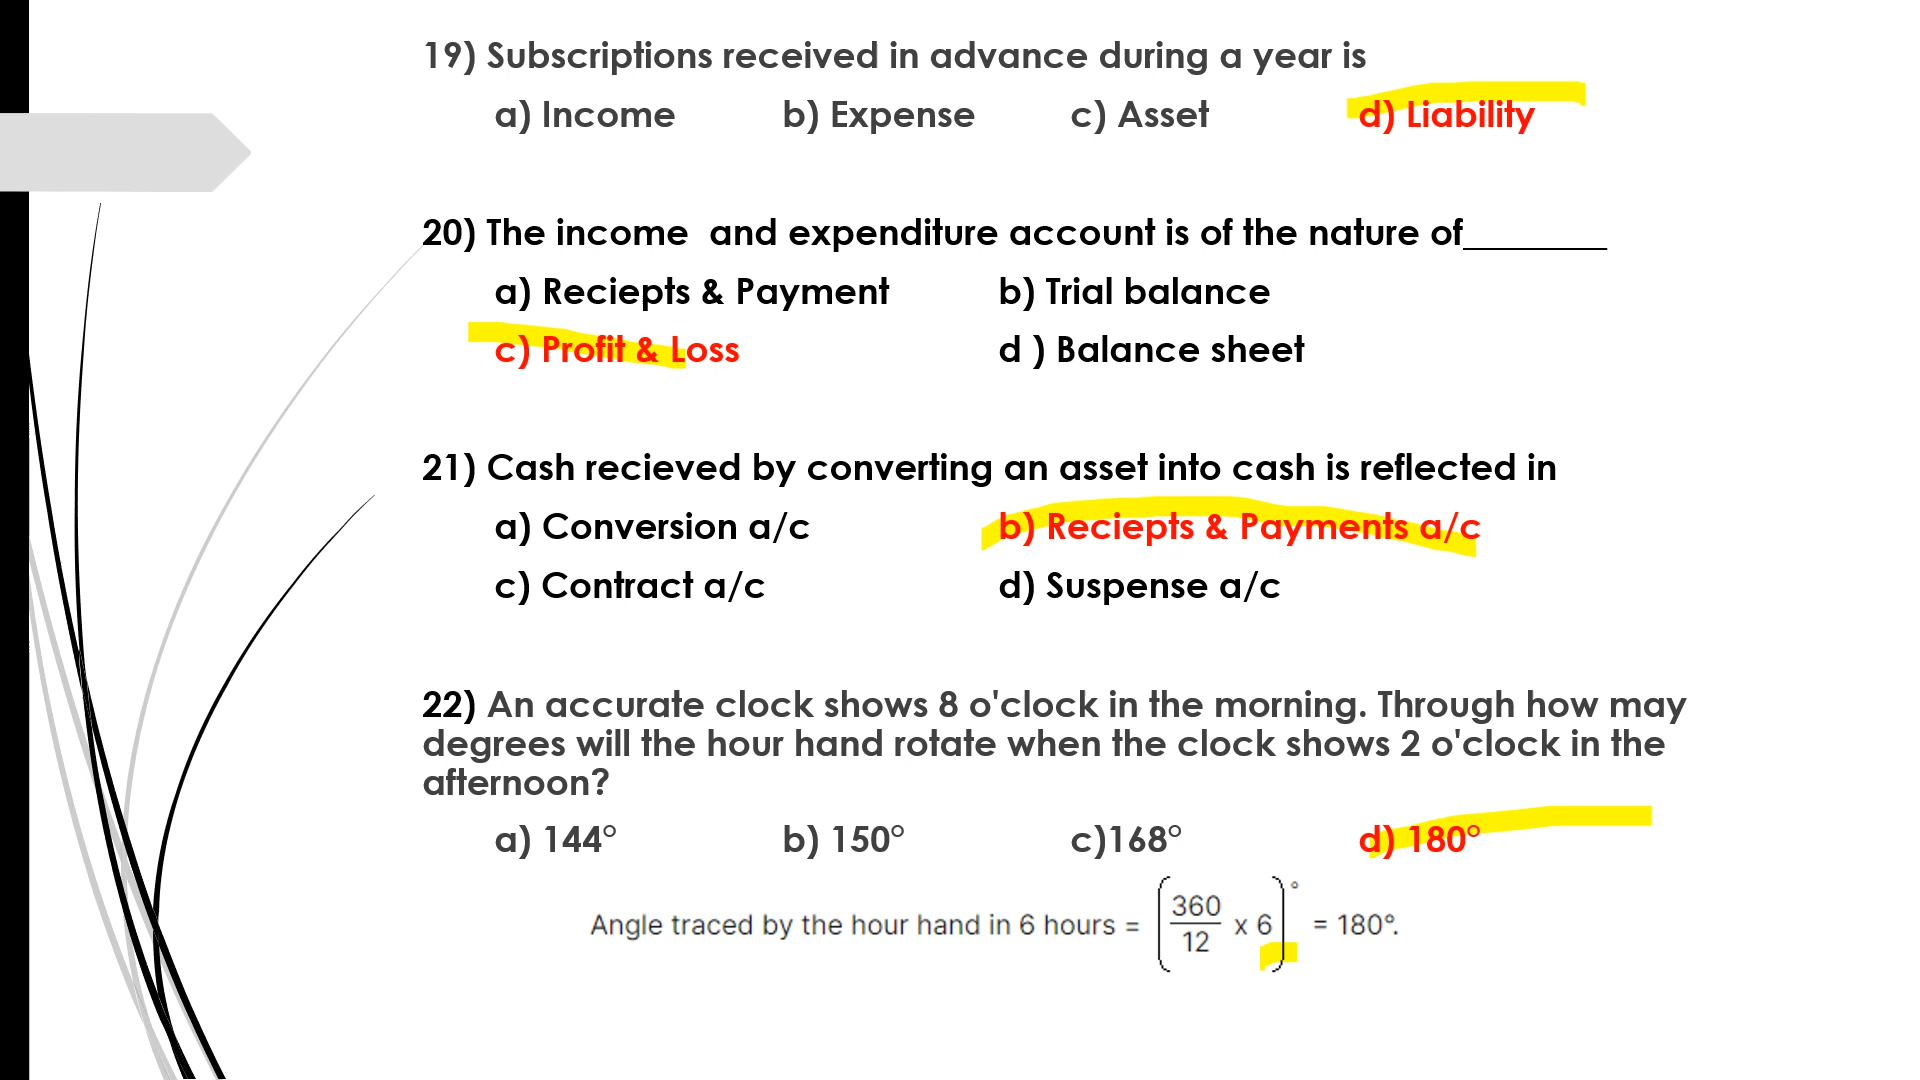 19) Subscriptions received in advance during a year is
a) Income b) Expense c) Asset d) Liability
20) The income and expenditure account is of the nature of________
a) Reciepts & Payment b) Trial balance
c) Profit & Loss d ) Balance sheet
21) Cash recieved by converting an asset into cash is reflected in
a) Conversion a/c b) Reciepts & Payments a/c
c) Contract a/c d) Suspense a/c
22) An accurate clock shows 8 o'clock in the morning. Through how may
degrees will the hour hand rotate when the clock shows 2 o'clock in the
afternoon?
a) 144° b) 150° c)168° d) 180°
Angle traced by the hour hand in 6 hours = (360/12 x 6)° = 180°.